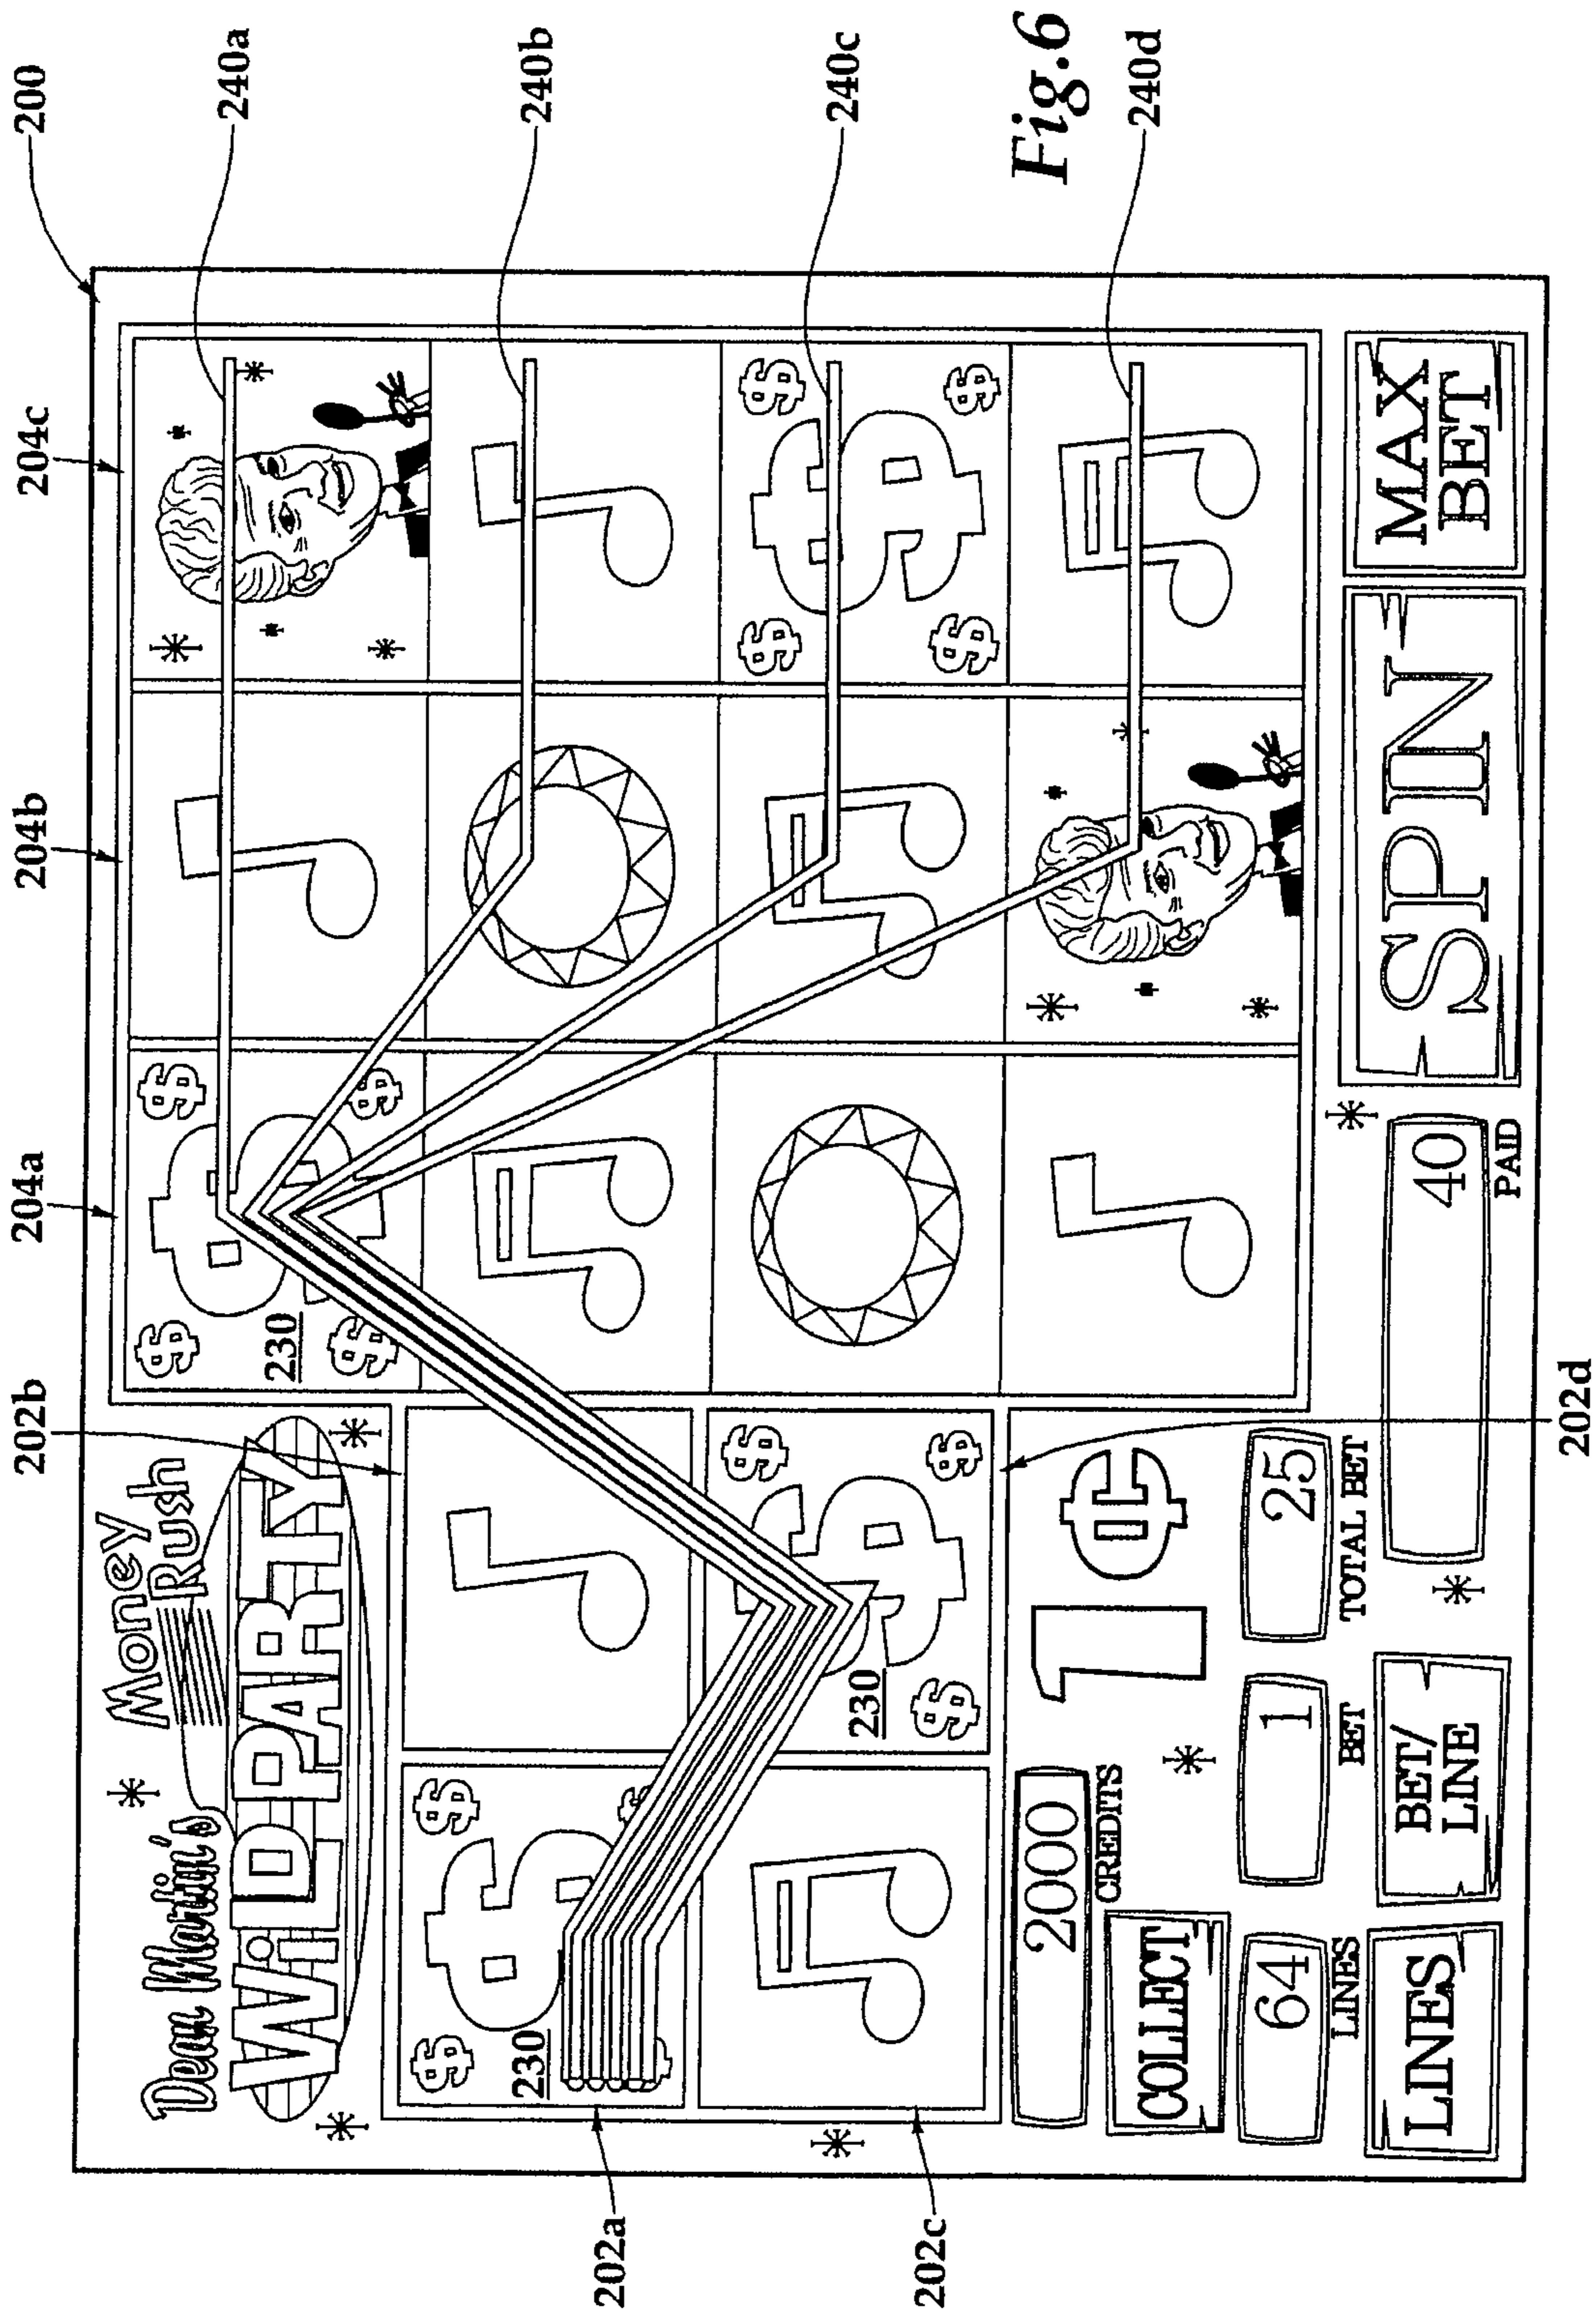 202b 204a 204b 204c 200
Dean Martin's
Money
Rush
WiLD PARTY
240a
230
230
240b
202a
240c
230
202c
2000
CREDITS
1¢
Fig.6
240d
COLLECT
64
LINES
1
BET
25
TOTAL BET
40
PAID
LINES
BET/
LINE
SPIN
MAX
BET
202d